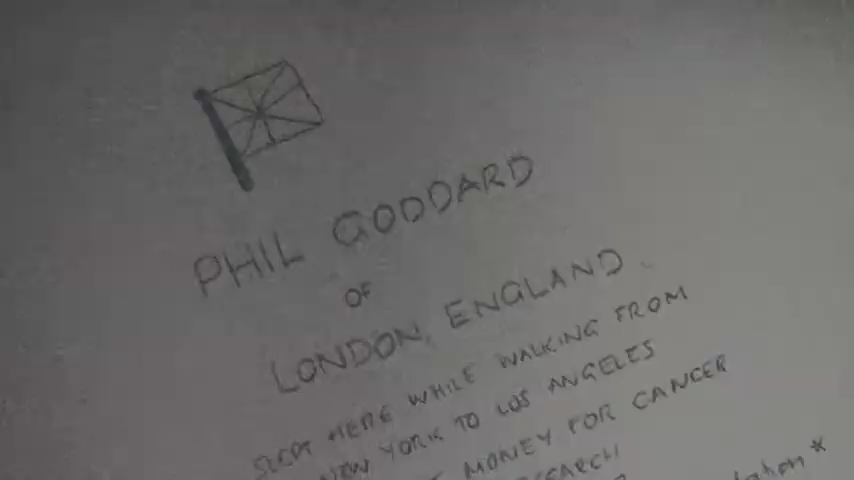 PHIL GODDARD
OF
LONDON, ENGLAND
SLEPT HERE WHILE WALKING FROM
NEW YORK TO LOS ANGELES
MONEY FOR CANCER